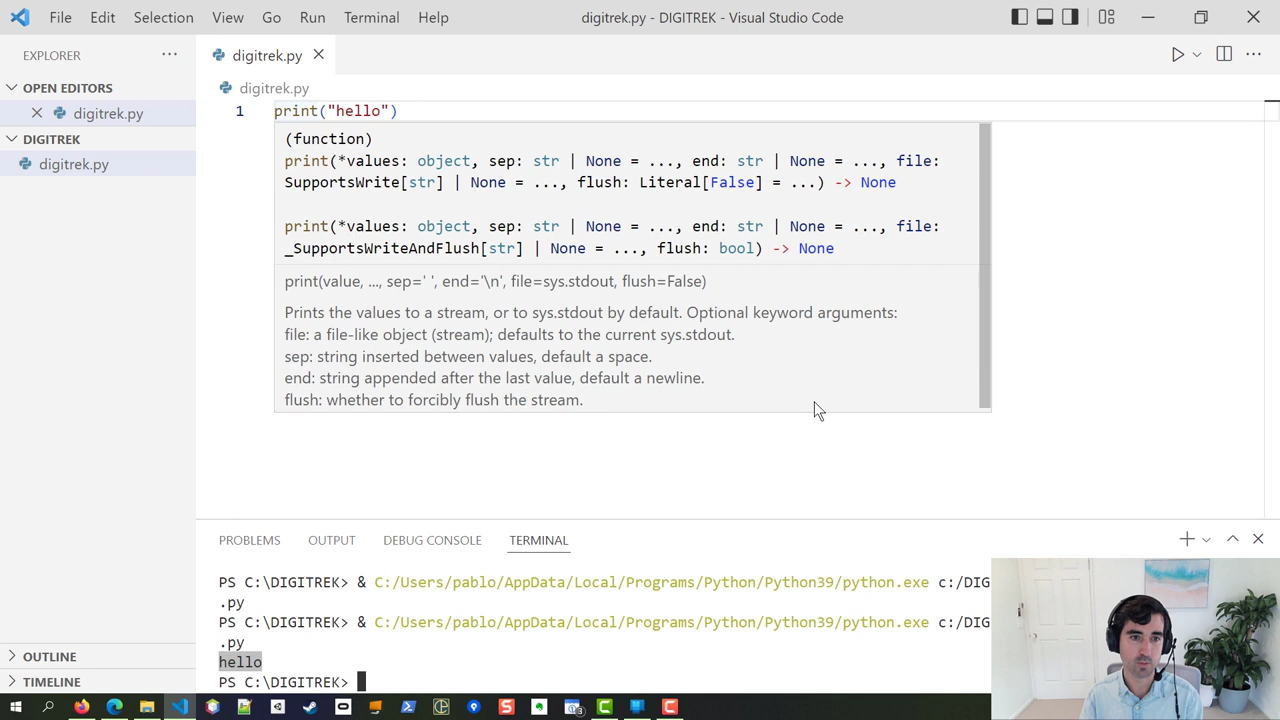 File Edit Selection View Go Run Terminal Help digitrek.py - DIGITREK - Visual Studio Code
EXPLORER
digitrek.py
OPEN EDITORS
digitrek.py
DIGITREK
digitrek.py
digitrek.py
1 print("hello")
(function)
print(*values: object, sep: str | None = ..., end: str | None = ..., file:
SupportsWrite[str] | None = ..., flush: Literal[False] = ...) -> None
print(*values: object, sep: str | None = ..., end: str | None = ..., file:
_SupportsWriteAndFlush[str] | None = ..., flush: bool) -> None
print(value, ..., sep=' ', end='\n', file=sys.stdout, flush=False)
Prints the values to a stream, or to sys.stdout by default. Optional keyword arguments:
file: a file-like object (stream); defaults to the current sys.stdout.
sep: string inserted between values, default a space.
end: string appended after the last value, default a newline.
flush: whether to forcibly flush the stream.
PROBLEMS OUTPUT DEBUG CONSOLE TERMINAL
PS C:\DIGITREK> & C:/Users/pablo/AppData/Local/Programs/Python/Python39/python.exe c:/DIG
.py
PS C:\DIGITREK> & C:/Users/pablo/AppData/Local/Programs/Python/Python39/python.exe c:/DIG
.py
hello
PS C:\DIGITREK>
OUTLINE
TIMELINE